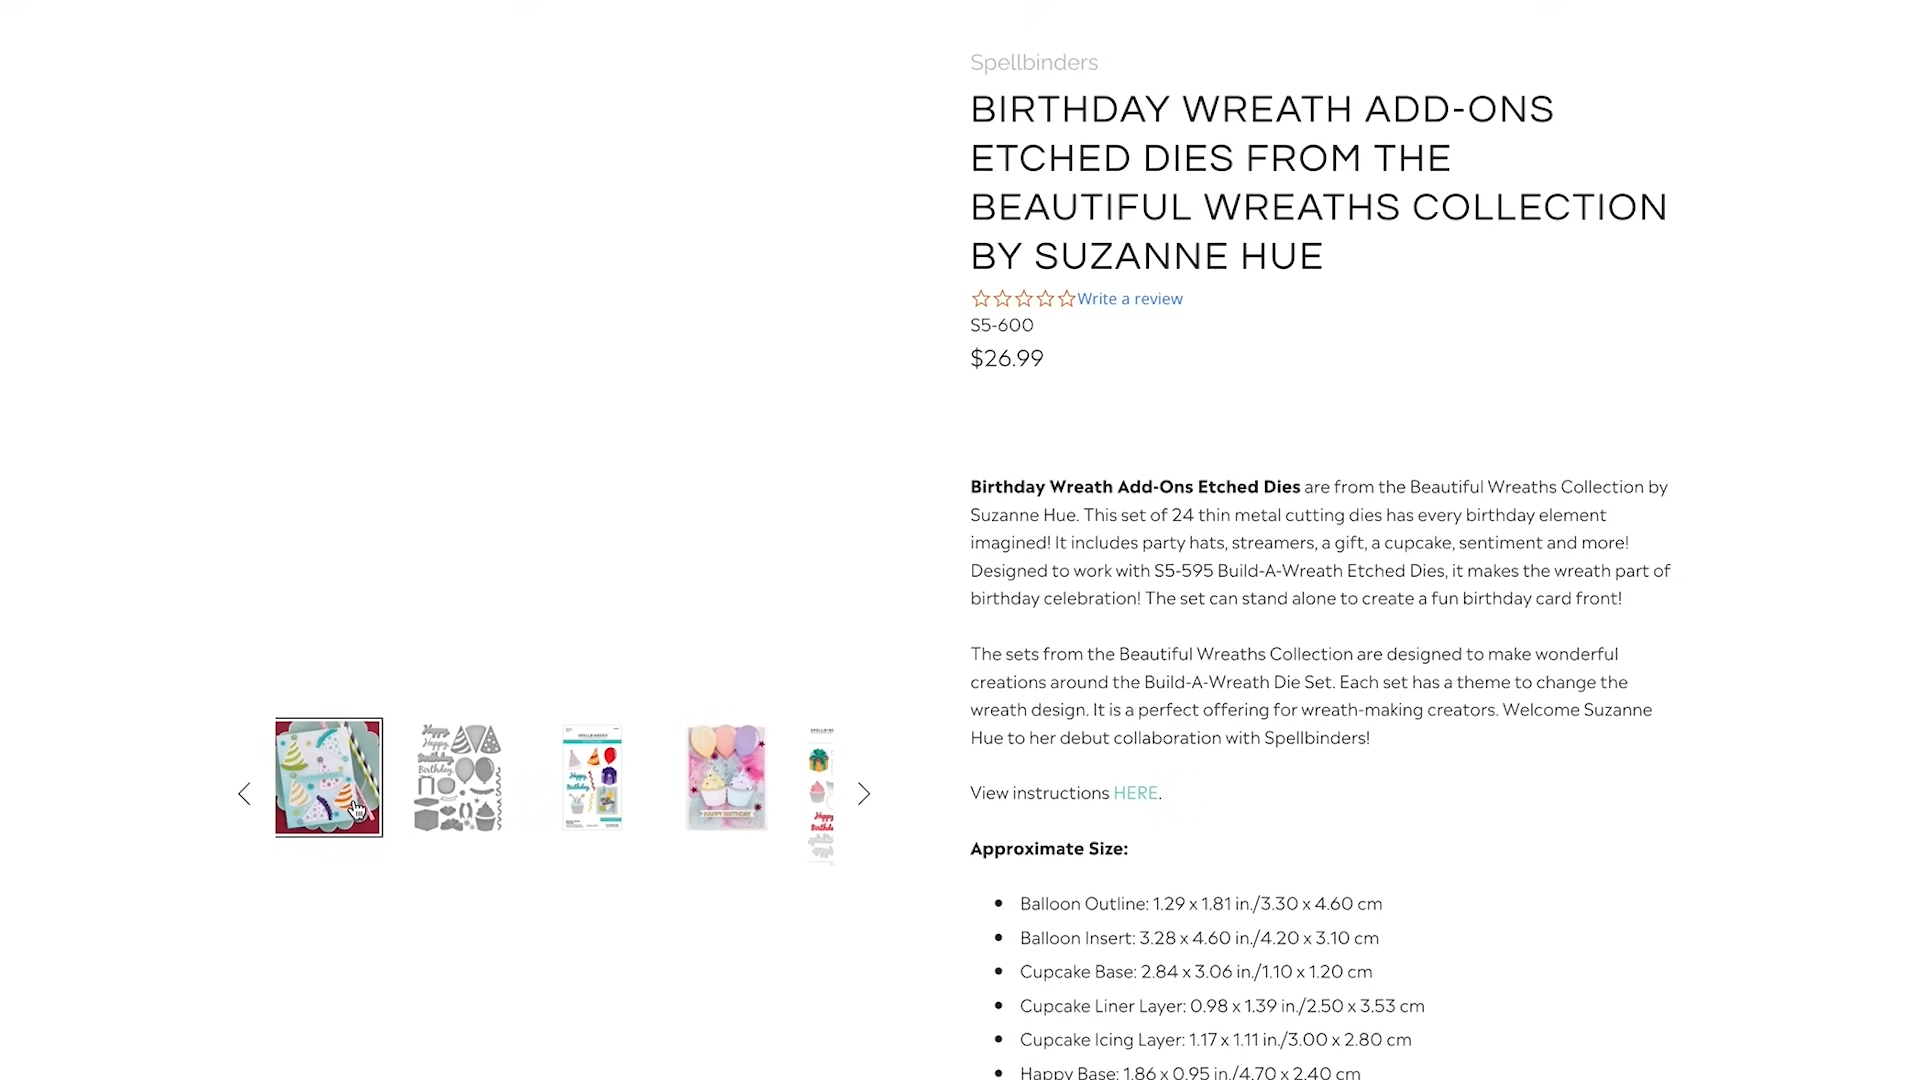 Spellbinders
BIRTHDAY WREATH ADD-ONS
ETCHED DIES FROM THE
BEAUTIFUL WREATHS COLLECTION
BY SUZANNE HUE
Write a review
S5-600
$26.99
Birthday Wreath Add-Ons Etched Dies are from the Beautiful Wreaths Collection by
Suzanne Hue. This set of 24 thin metal cutting dies has every birthday element
imagined! It includes party hats, streamers, a gift, a cupcake, sentiment and more!
Designed to work with S5-595 Build-A-Wreath Etched Dies, it makes the wreath part of
birthday celebration! The set can stand alone to create a fun birthday card front!
The sets from the Beautiful Wreaths Collection are designed to make wonderful
creations around the Build-A-Wreath Die Set. Each set has a theme to change the
wreath design. It is a perfect offering for wreath-making creators. Welcome Suzanne
Hue to her debut collaboration with Spellbinders!
View instructions HERE.
Approximate Size:
Balloon Outline: 1.29 x 1.81 in./3.30 x 4.60 cm
Balloon Insert: 3.28 x 4.60 in./4.20 x 3.10 cm
Cupcake Base: 2.84 x 3.06 in./1.10 x 1.20 cm
Cupcake Liner Layer: 0.98 x 1.39 in./2.50 x 3.53 cm
Cupcake Icing Layer: 1.17 x 1.11 in./3.00 x 2.80 cm
Happy Base: 1.86 x 0.95 in./4.70 x 2.40 cm
Happy
Happy
Birthday
Birthday
SPELLBINDERS
Happy
Birthday
HAPPY BIRTHDAY
Happy